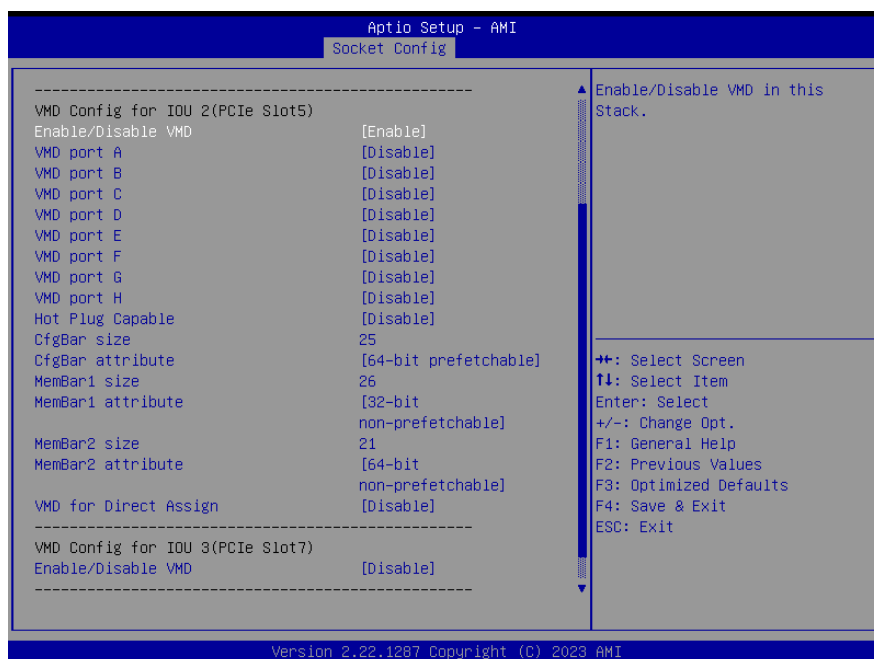 Aptio Setup – AMI
Socket Config
------------------------------------------------
VMD Config for IOU 2(PCIe Slot5)
Enable/Disable VMD [Enable]
VMD port A [Disable]
VMD port B [Disable]
VMD port C [Disable]
VMD port D [Disable]
VMD port E [Disable]
VMD port F [Disable]
VMD port G [Disable]
VMD port H [Disable]
Hot Plug Capable [Disable]
CfgBar size 25
CfgBar attribute [64-bit prefetchable]
MemBar1 size 26
MemBar1 attribute [32-bit
non-prefetchable]
MemBar2 size 21
MemBar2 attribute [64-bit
non-prefetchable]
VMD for Direct Assign [Disable]
------------------------------------------------
VMD Config for IOU 3(PCIe Slot7)
Enable/Disable VMD [Disable]
------------------------------------------------
Enable/Disable VMD in this
Stack.
→←: Select Screen
↑↓: Select Item
Enter: Select
+/-: Change Opt.
F1: General Help
F2: Previous Values
F3: Optimized Defaults
F4: Save & Exit
ESC: Exit
Version 2.22.1287 Copyright (C) 2023 AMI